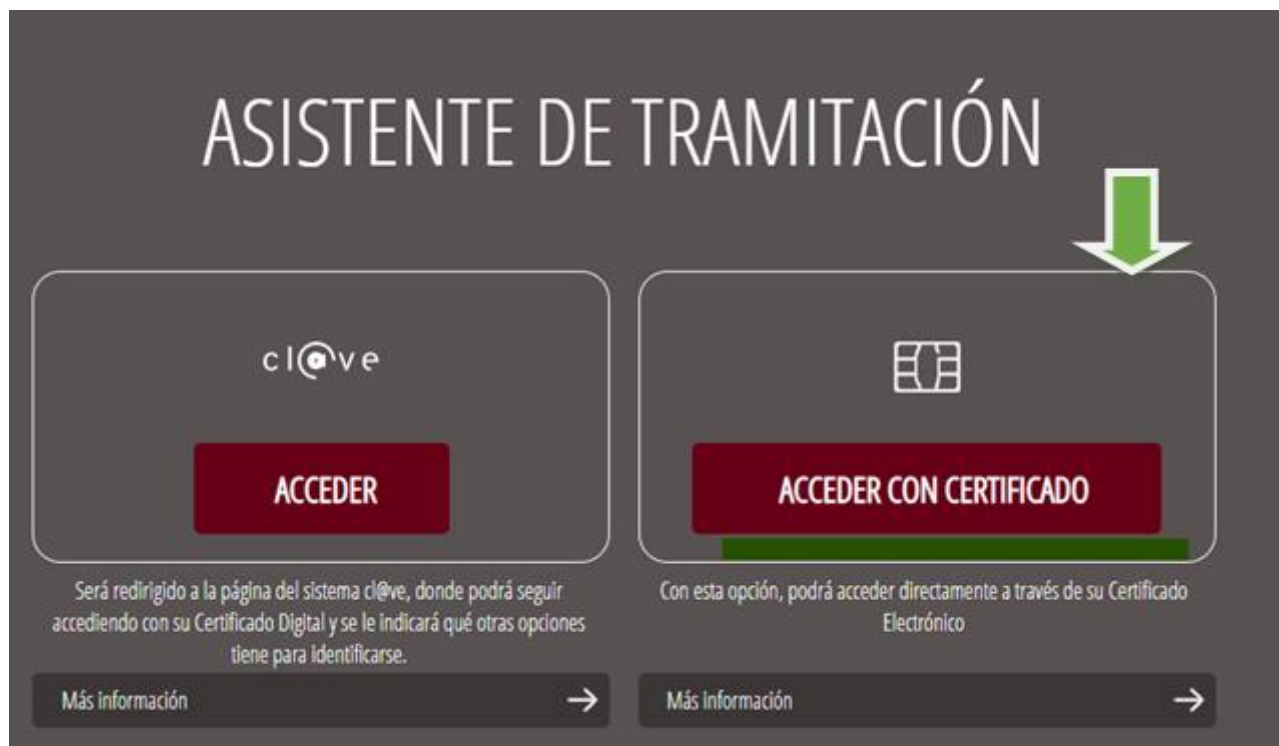 ASISTENTE DE TRAMITACIÓN
cl@ve
ACCEDER
Será redirigido a la página del sistema cl@ve, donde podrá seguir
accediendo con su Certificado Digital y se le indicará qué otras opciones
tiene para identificarse.
Más información
ACCEDER CON CERTIFICADO
Con esta opción, podrá acceder directamente a través de su Certificado
Electrónico
Más información